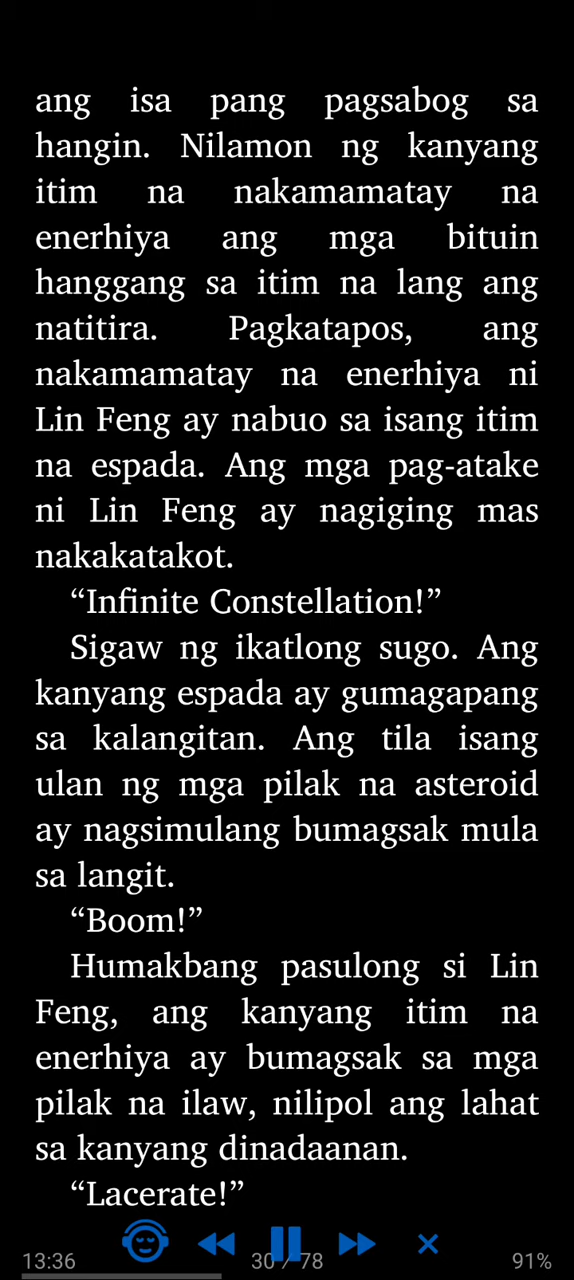 ang isa pang pagsabog sa
hangin. Nilamon ng kanyang
itim na nakamamatay na
enerhiya ang mga bituin
hanggang sa itim na lang ang
natitira. Pagkatapos, ang
nakamamatay na enerhiya ni
Lin Feng ay nabuo sa isang itim
na espada. Ang mga pag-atake
ni Lin Feng ay nagiging mas
nakakatakot.
“Infinite Constellation!”
Sigaw ng ikatlong sugo. Ang
kanyang espada ay gumagapang
sa kalangitan. Ang tila isang
ulan ng mga pilak na asteroid
ay nagsimulang bumagsak mula
sa langit.
“Boom!”
Humakbang pasulong si Lin
Feng, ang kanyang itim na
enerhiya ay bumagsak sa mga
pilak na ilaw, nilipol ang lahat
sa kanyang dinadaanan.
“Lacerate!”
13:36 30 / 78 91%